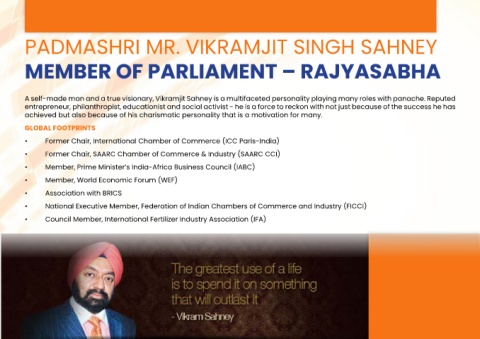 PADMASHRI MR. VIKRAMJIT SINGH SAHNEY
MEMBER OF PARLIAMENT – RAJYASABHA
A self-made man and a true visionary, Vikramjit Sahney is a multifaceted personality playing many roles with panache. Reputed
entrepreneur, philanthropist, educationist and social activist - he is a force to reckon with not just because of the success he has
achieved but also because of his charismatic personality that is a motivation for many.
GLOBAL FOOTPRINTS
• Former Chair, International Chamber of Commerce (ICC Paris-India)
• Former Chair, SAARC Chamber of Commerce & Industry (SAARC CCI)
• Member, Prime Minister's India-Africa Business Council (IABC)
• Member, World Economic Forum (WEF)
• Association with BRICS
• National Executive Member, Federation of Indian Chambers of Commerce and Industry (FICCI)
• Council Member, International Fertilizer Industry Association (IFA)
The greatest use of a life
is to spend it on something
that will outlast it
- Vikram Sahney